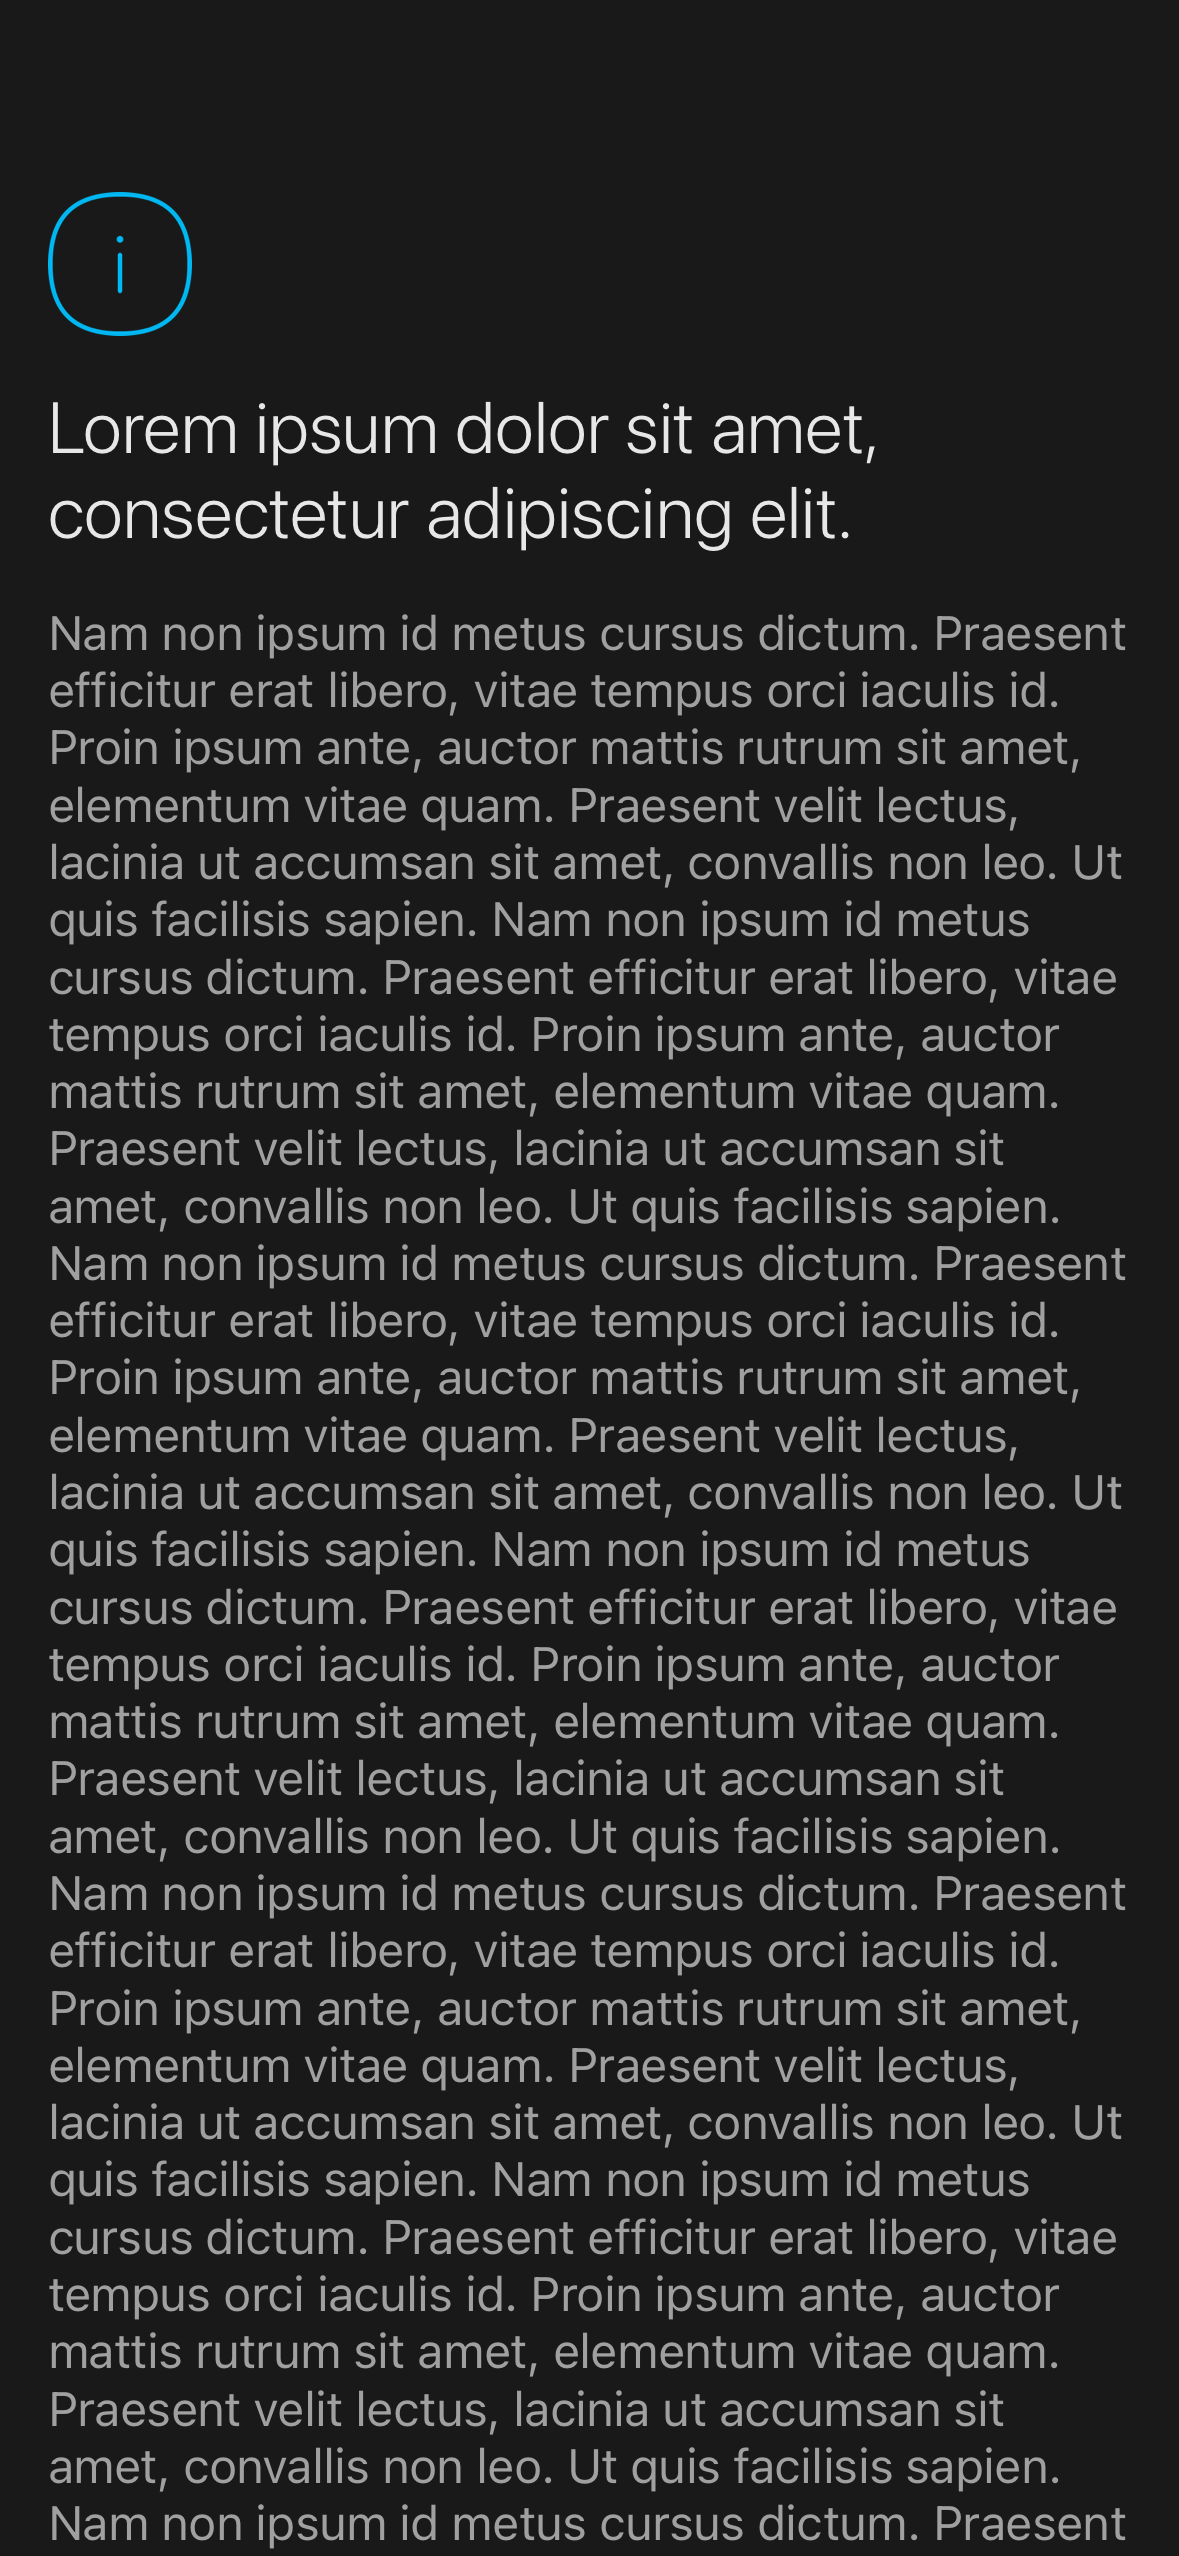 i
Lorem ipsum dolor sit amet,
consectetur adipiscing elit.
Nam non ipsum id metus cursus dictum. Praesent
efficitur erat libero, vitae tempus orci iaculis id.
Proin ipsum ante, auctor mattis rutrum sit amet,
elementum vitae quam. Praesent velit lectus,
lacinia ut accumsan sit amet, convallis non leo. Ut
quis facilisis sapien. Nam non ipsum id metus
cursus dictum. Praesent efficitur erat libero, vitae
tempus orci iaculis id. Proin ipsum ante, auctor
mattis rutrum sit amet, elementum vitae quam.
Praesent velit lectus, lacinia ut accumsan sit
amet, convallis non leo. Ut quis facilisis sapien.
Nam non ipsum id metus cursus dictum. Praesent
efficitur erat libero, vitae tempus orci iaculis id.
Proin ipsum ante, auctor mattis rutrum sit amet,
elementum vitae quam. Praesent velit lectus,
lacinia ut accumsan sit amet, convallis non leo. Ut
quis facilisis sapien. Nam non ipsum id metus
cursus dictum. Praesent efficitur erat libero, vitae
tempus orci iaculis id. Proin ipsum ante, auctor
mattis rutrum sit amet, elementum vitae quam.
Praesent velit lectus, lacinia ut accumsan sit
amet, convallis non leo. Ut quis facilisis sapien.
Nam non ipsum id metus cursus dictum. Praesent
efficitur erat libero, vitae tempus orci iaculis id.
Proin ipsum ante, auctor mattis rutrum sit amet,
elementum vitae quam. Praesent velit lectus,
lacinia ut accumsan sit amet, convallis non leo. Ut
quis facilisis sapien. Nam non ipsum id metus
cursus dictum. Praesent efficitur erat libero, vitae
tempus orci iaculis id. Proin ipsum ante, auctor
mattis rutrum sit amet, elementum vitae quam.
Praesent velit lectus, lacinia ut accumsan sit
amet, convallis non leo. Ut quis facilisis sapien.
Nam non ipsum id metus cursus dictum. Praesent